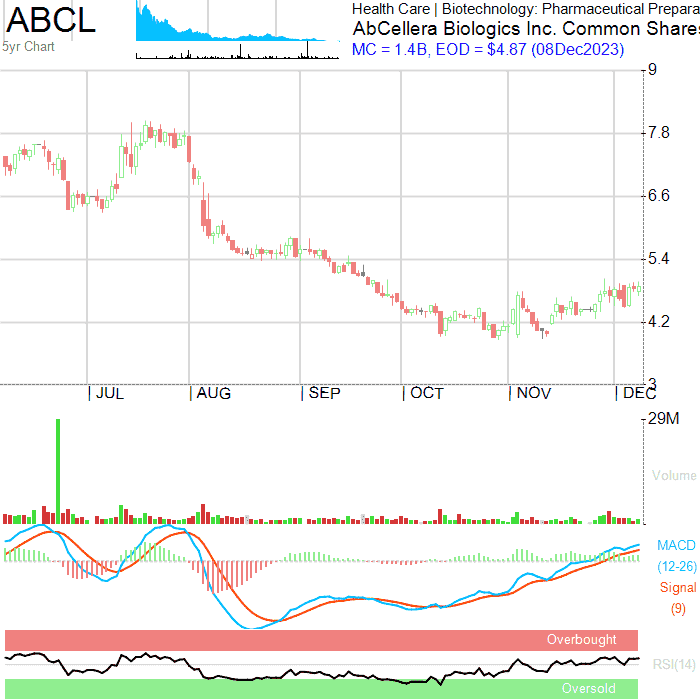 ABCL
5yr Chart
Health Care | Biotechnology: Pharmaceutical Prepara
AbCellera Biologics Inc. Common Shares
MC = 1.4B, EOD = $4.87 (08Dec2023)
9
7.8
6.6
5.4
4.2
3
JUL AUG SEP OCT NOV DEC
29M
Volume
MACD
(12-26)
Signal
(9)
Overbought
RSI(14)
Oversold